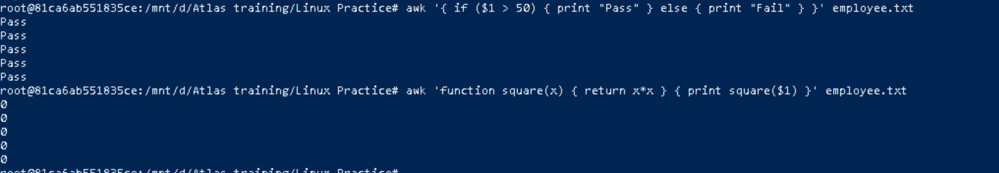 root@81ca6ab551835ce:/mnt/d/Atlas training/Linux Practice# awk '{ if ($1 > 50) { print "Pass" } else { print "Fail" } }' employee.txt
Pass
Pass
Pass
Pass
Pass
root@81ca6ab551835ce:/mnt/d/Atlas training/Linux Practice# awk 'function square(x) { return x*x } { print square($1) }' employee.txt
0
0
0
0
0
root@81ca6ab551835ce:/mnt/d/Atlas training/Linux Practice#